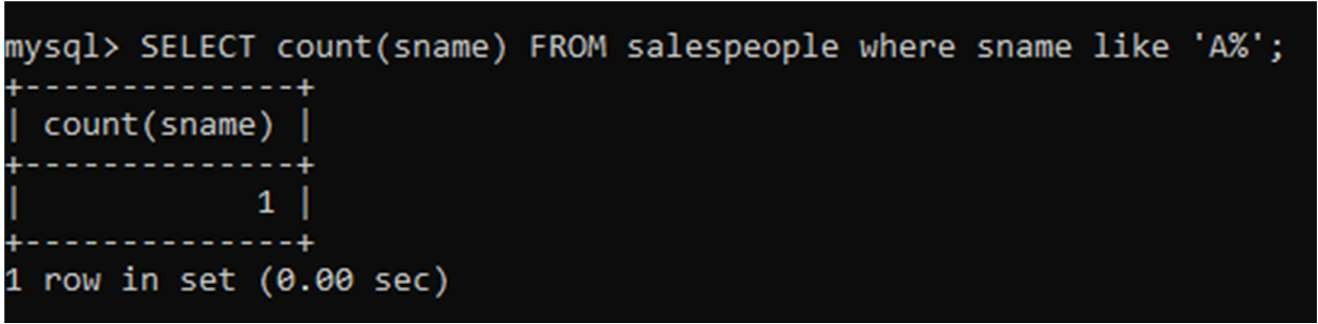 mysql> SELECT count(sname) FROM salespeople where sname like 'A%';
+--------------+
| count(sname) |
+--------------+
|            1 |
+--------------+
1 row in set (0.00 sec)